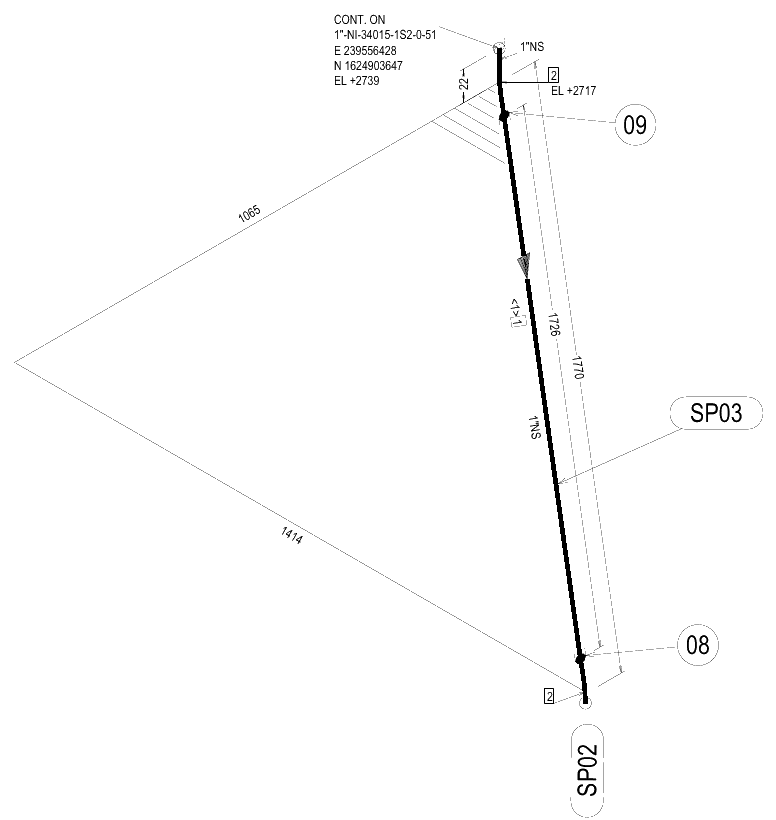 CONT. ON
1"-NI-34015-1S2-0-51
E 239556428
N 1624903647
EL +2739
1"NS
2
EL +2717
22
09
1065
<1> 1
1726
1770
1"NS
SP03
1414
08
2
SP02